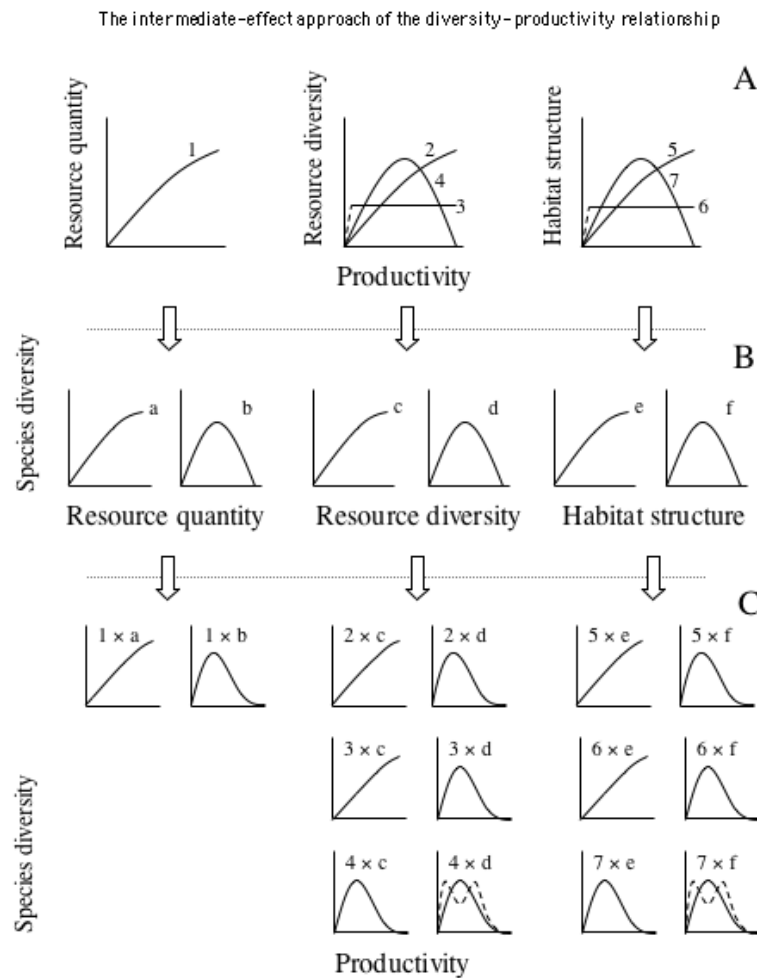 The intermediate-effect approach of the diversity-productivity relationship
A
Resource quantity
1
Resource diversity
2
4
3
Habitat structure
5
7
6
Productivity
B
Species diversity
a
b
c
d
e
f
Resource quantity
Resource diversity
Habitat structure
C
Species diversity
1 × a
1 × b
2 × c
2 × d
5 × e
5 × f
3 × c
3 × d
6 × e
6 × f
4 × c
4 × d
7 × e
7 × f
Productivity